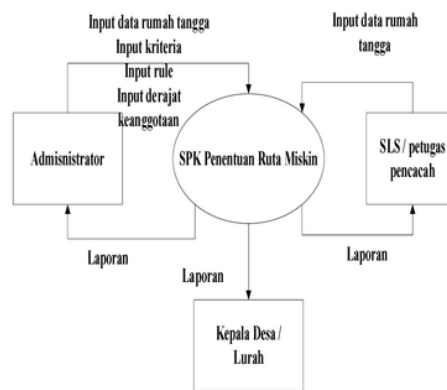 Input data rumah tangga
Input kriteria
Input rule
Input derajat
keanggotaan
Input data rumah
tangga
Admisnistrator
SPK Penentuan Ruta Miskin
SLS / petugas
pencacah
Laporan
Laporan
Laporan
Kepala Desa /
Lurah